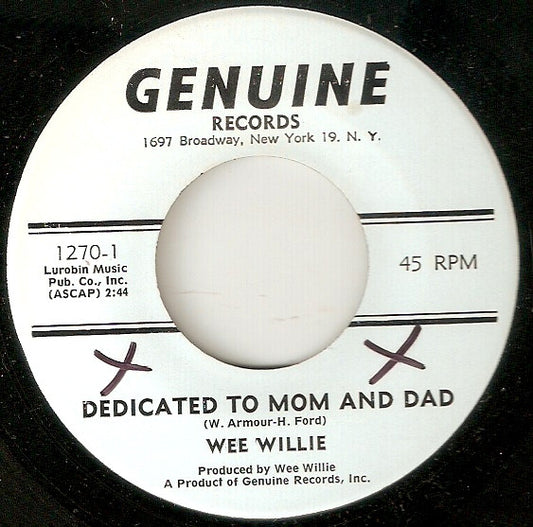 GENUINE
RECORDS
1697 Broadway, New York 19. N. Y.
1270-1
Lurobin Music
Pub. Co., Inc.
(ASCAP) 2:44
45 RPM
X X
DEDICATED TO MOM AND DAD
(W. Armour-H. Ford)
WEE WILLIE
Produced by Wee Willie
A Product of Genuine Records, Inc.